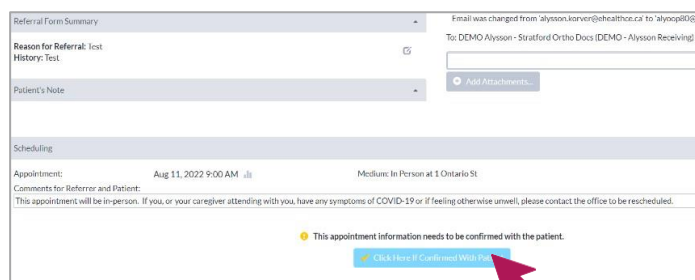 Referral Form Summary
Reason for Referral: Test
History: Test
Patient's Note
Email was changed from 'alysson.korver@ehealthce.ca' to 'alyoop80@
To: DEMO Alysson - Stratford Ortho Docs (DEMO - Alysson Receiving)
Add Attachments...
Scheduling
Appointment: Aug 11, 2022 9:00 AM Medium: In Person at 1 Ontario St
Comments for Referrer and Patient:
This appointment will be in-person. If you, or your caregiver attending with you, have any symptoms of COVID-19 or if feeling otherwise unwell, please contact the office to be rescheduled.
This appointment information needs to be confirmed with the patient.
Click Here If Confirmed With Pat